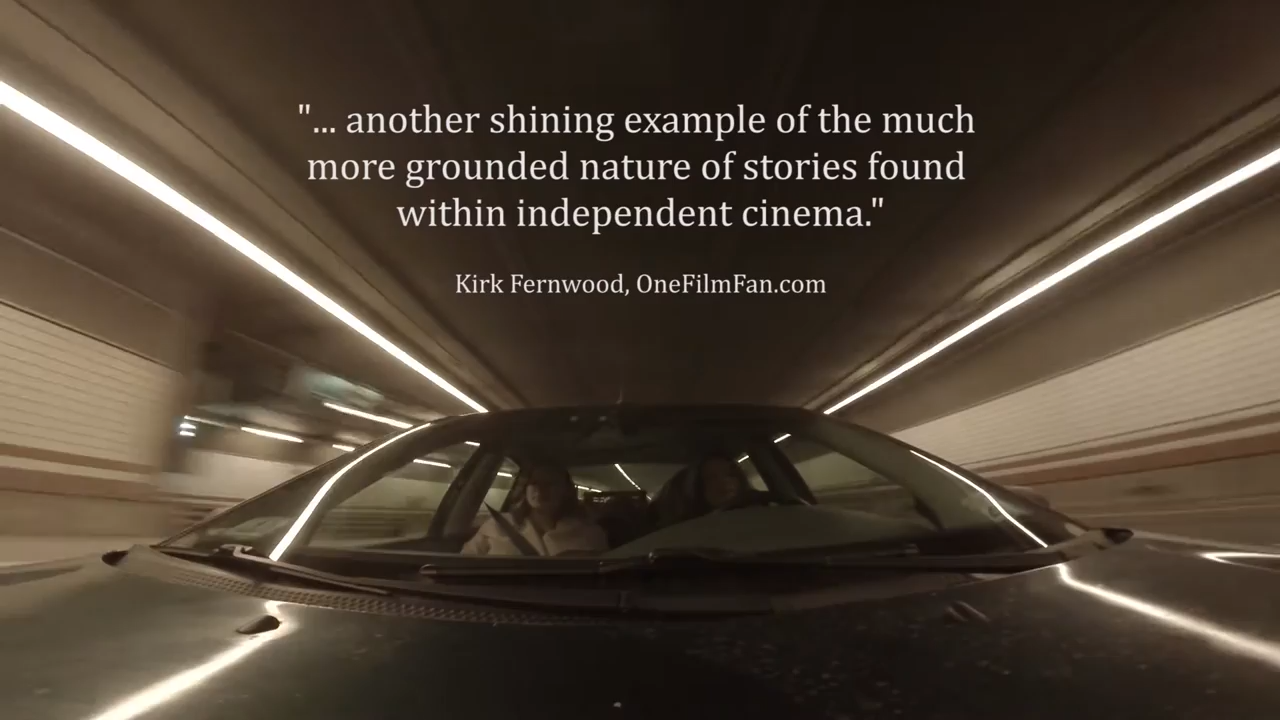 "... another shining example of the much
more grounded nature of stories found
within independent cinema."
Kirk Fernwood, OneFilmFan.com